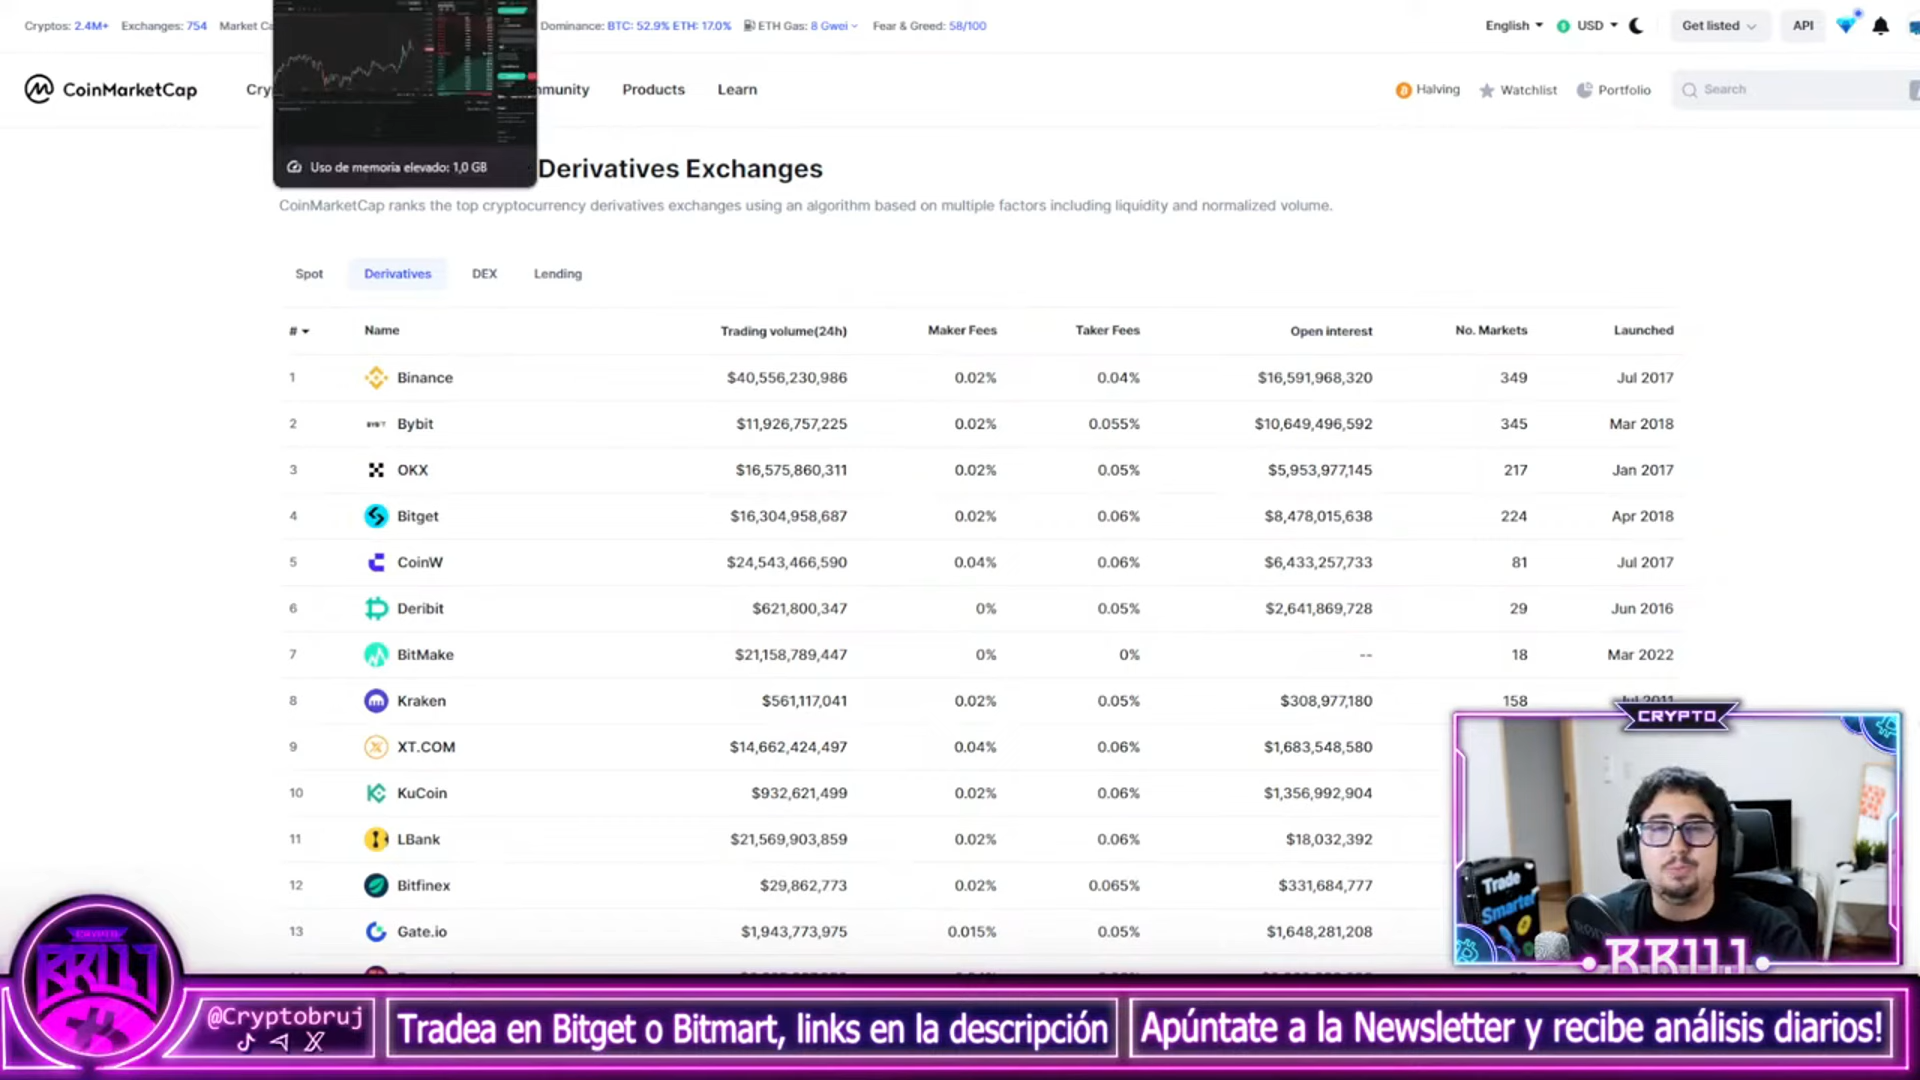 Cryptos: 2.4M+ Exchanges: 754 Market Dominance: BTC: 52.9% ETH: 17.0% ETH Gas: 8 Gwei Fear & Greed: 58/100 English USD Get listed API
CoinMarketCap Products Learn Halving Watchlist Portfolio Search
Uso de memoria elevado: 1,0 GB
Derivatives Exchanges
CoinMarketCap ranks the top cryptocurrency derivatives exchanges using an algorithm based on multiple factors including liquidity and normalized volume.
Spot Derivatives DEX Lending
# Name Trading volume(24h) Maker Fees Taker Fees Open interest No. Markets Launched
1 Binance $40,556,230,986 0.02% 0.04% $16,591,968,320 349 Jul 2017
2 BYBIT Bybit $11,926,757,225 0.02% 0.055% $10,649,496,592 345 Mar 2018
3 OKX $16,575,860,311 0.02% 0.05% $5,953,977,145 217 Jan 2017
4 Bitget $16,304,958,687 0.02% 0.06% $8,478,015,638 224 Apr 2018
5 CoinW $24,543,466,590 0.04% 0.06% $6,433,257,733 81 Jul 2017
6 Deribit $621,800,347 0% 0.05% $2,641,869,728 29 Jun 2016
7 BitMake $21,158,789,447 0% 0% -- 18 Mar 2022
8 Kraken $561,117,041 0.02% 0.05% $308,977,180 158 Jul 2011
9 XT.COM $14,662,424,497 0.04% 0.06% $1,683,548,580
10 KuCoin $932,621,499 0.02% 0.06% $1,356,992,904
11 LBank $21,569,903,859 0.02% 0.06% $18,032,392
12 Bitfinex $29,862,773 0.02% 0.065% $331,684,777
13 Gate.io $1,943,773,975 0.015% 0.05% $1,648,281,208
CRYPTO
Trade
Smarter
BRUJ
CRYPTO
BRUJ
@Cryptobruj
Tradea en Bitget o Bitmart, links en la descripción
Apúntate a la Newsletter y recibe análisis diarios!